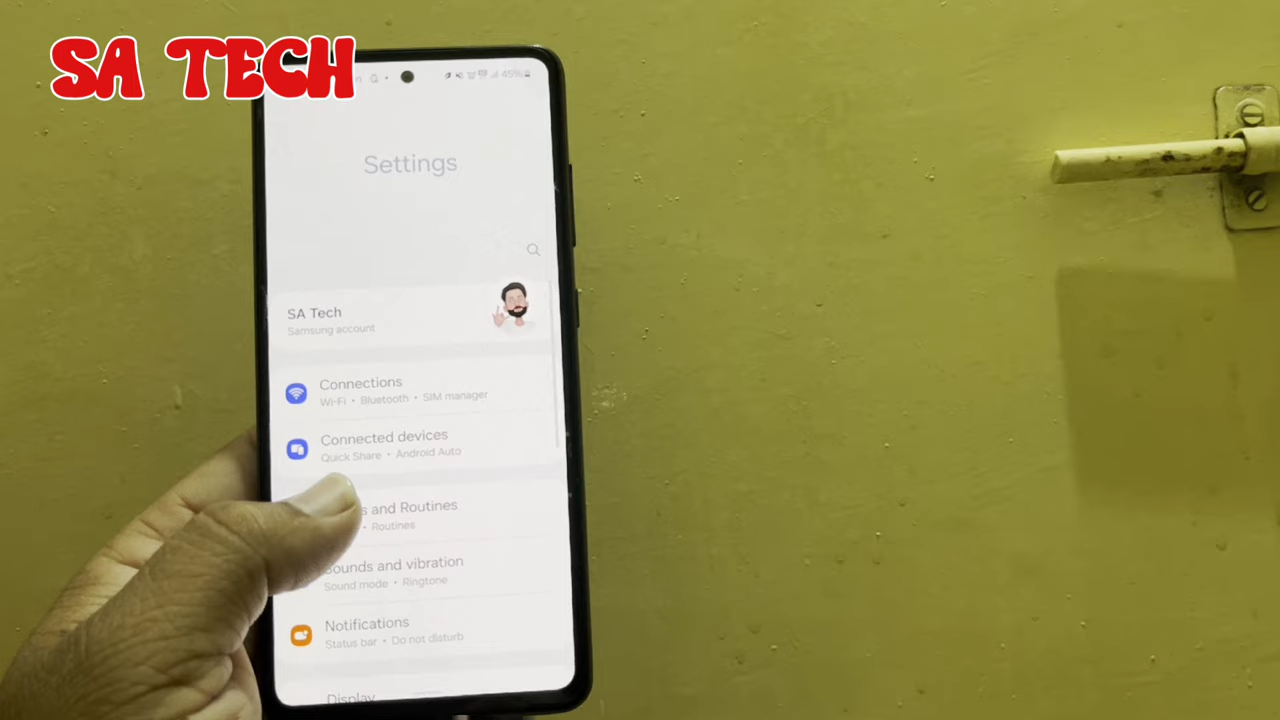 SA TECH
45%
Settings
SA Tech
Samsung account
Connections
Wi-Fi • Bluetooth • SIM manager
Connected devices
Quick Share • Android Auto
and Routines
• Routines
Sounds and vibration
Sound mode • Ringtone
Notifications
Status bar • Do not disturb
Display